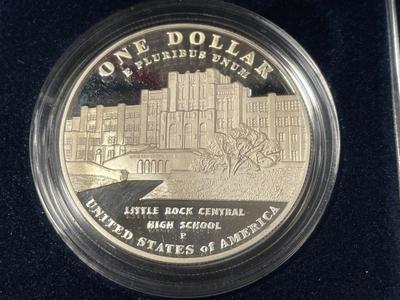 ONE DOLLAR
E PLURIBUS UNUM
LITTLE ROCK CENTRAL
HIGH SCHOOL
P
UNITED STATES of AMERICA